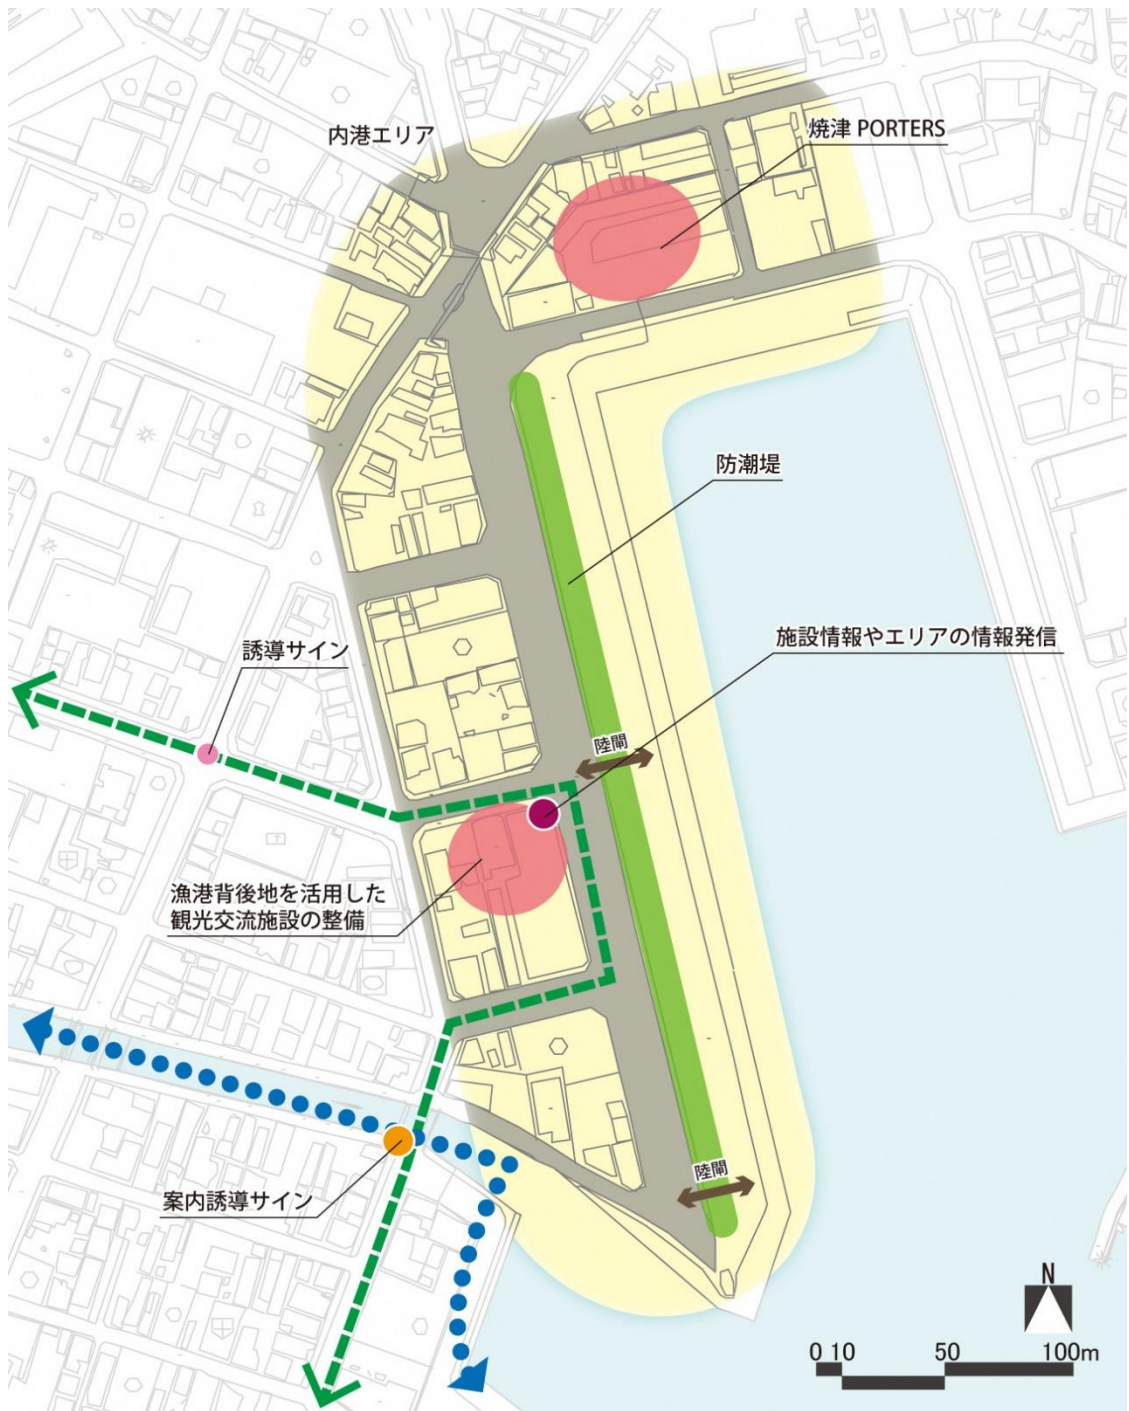 内港エリア
焼津 PORTERS
防潮堤
誘導サイン
施設情報やエリアの情報発信
陸閘
漁港背後地を活用した
観光交流施設の整備
案内誘導サイン
陸閘
N
0 10 50 100m